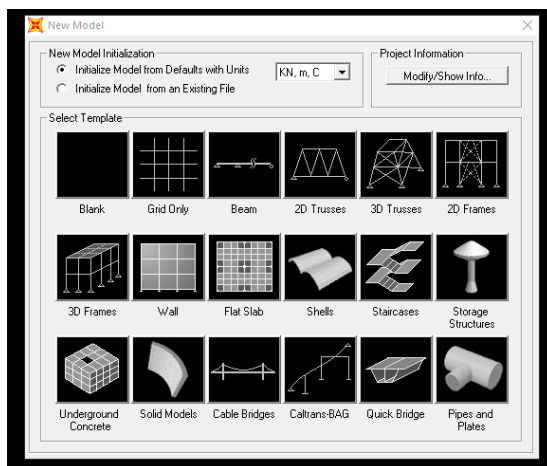 New Model
New Model Initialization
Initialize Model from Defaults with Units
KN, m, C
Initialize Model from an Existing File
Project Information
Modify/Show Info...
Select Template
Blank
Grid Only
Beam
2D Trusses
3D Trusses
2D Frames
3D Frames
Wall
Flat Slab
Shells
Staircases
Storage
Structures
Underground
Concrete
Solid Models
Cable Bridges
Caltrans-BAG
Quick Bridge
Pipes and
Plates